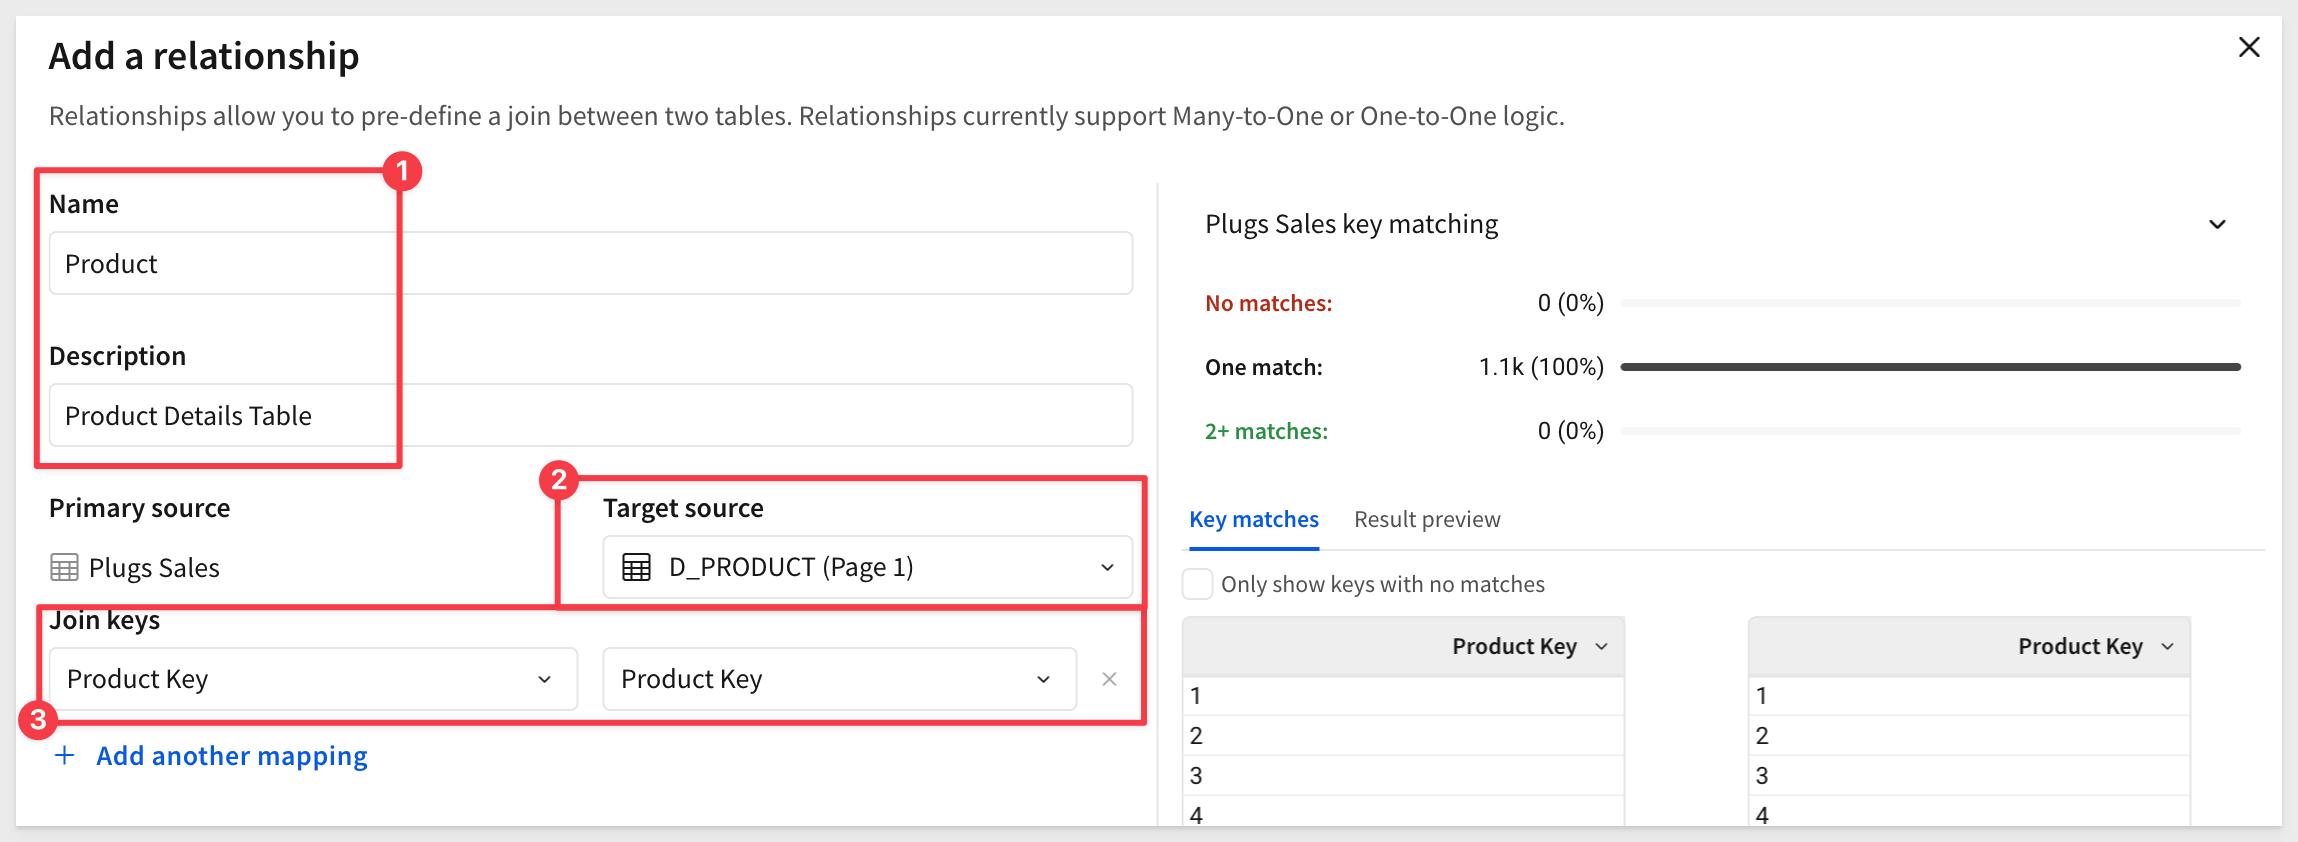 Add a relationship
Relationships allow you to pre-define a join between two tables. Relationships currently support Many-to-One or One-to-One logic.
1
Name
Product
Description
Product Details Table
2
Primary source
Target source
Plugs Sales
D_PRODUCT (Page 1)
Join keys
Product Key
Product Key
3
Add another mapping
Plugs Sales key matching
No matches: 0 (0%)
One match: 1.1k (100%)
2+ matches: 0 (0%)
Key matches
Result preview
Only show keys with no matches
Product Key
Product Key
1
1
2
2
3
3
4
4